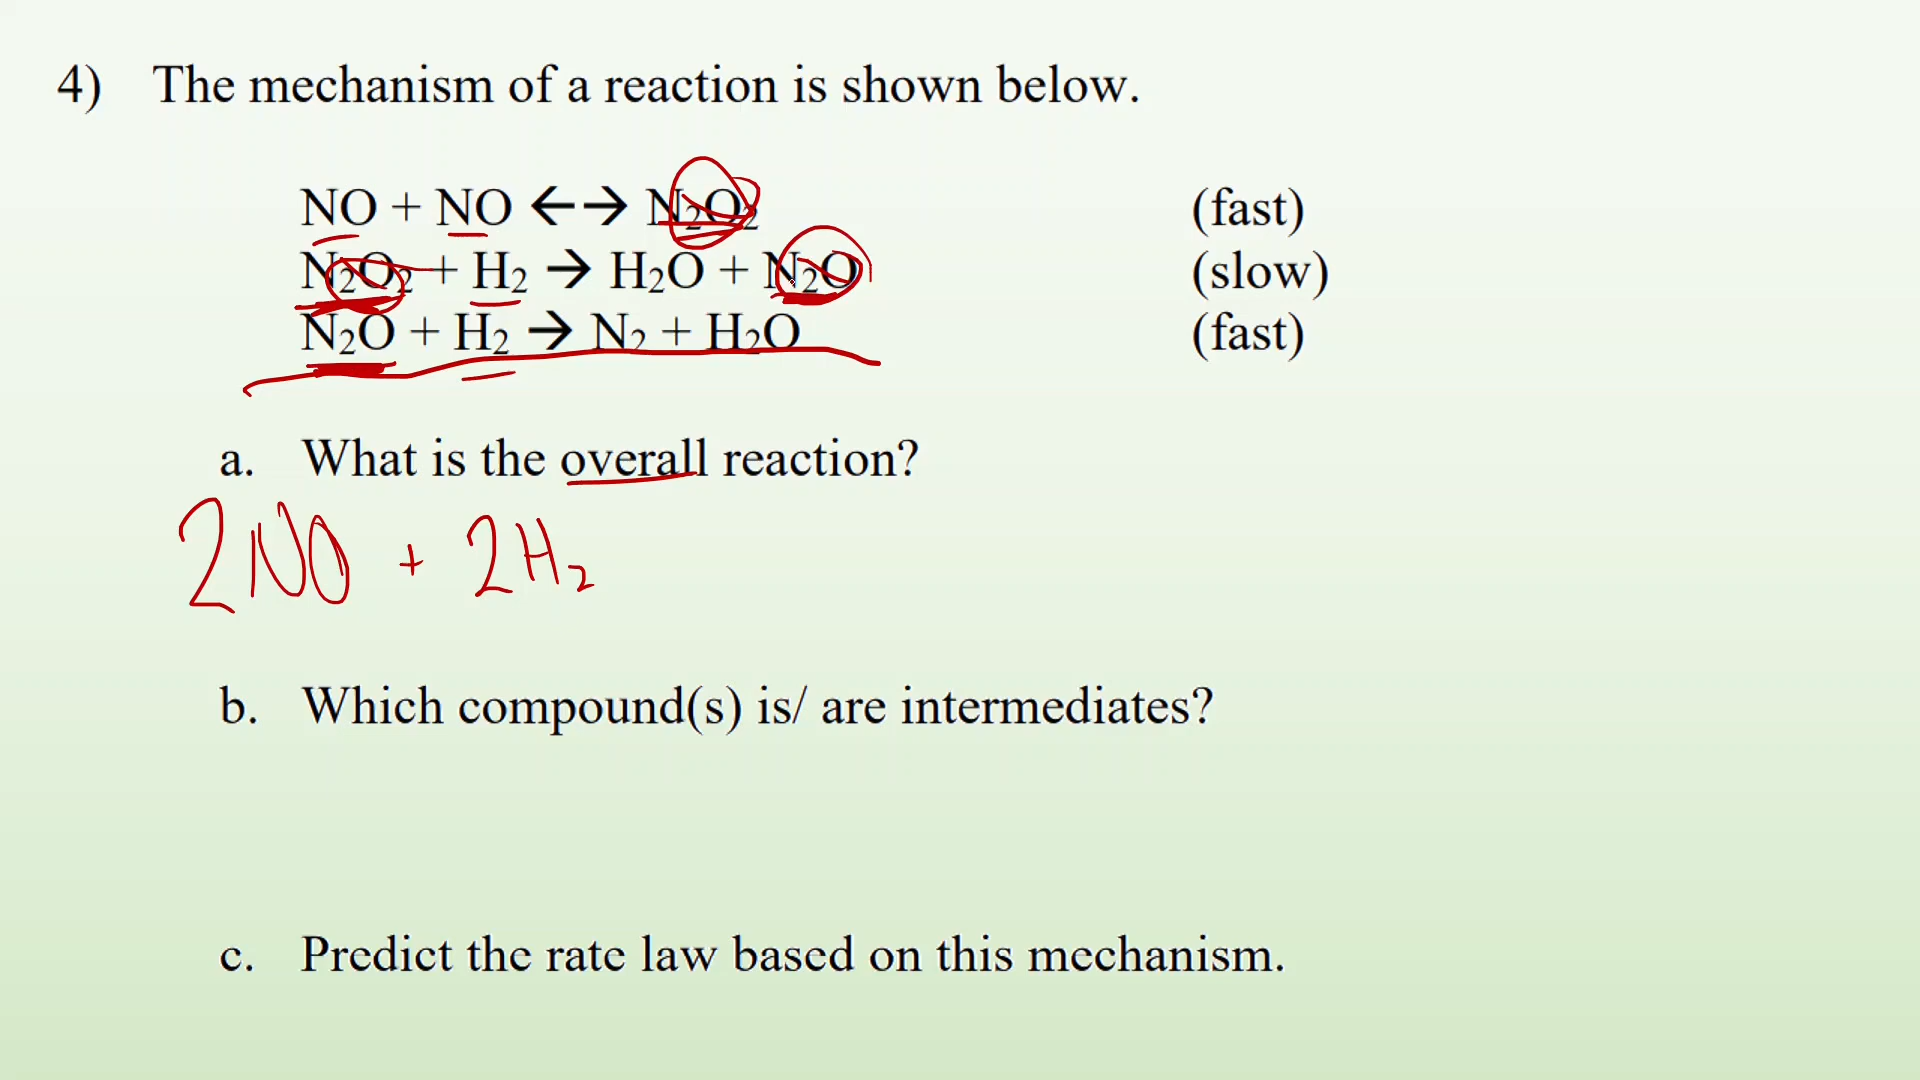 4) The mechanism of a reaction is shown below.
NO + NO ←→ N₂O₂ (fast)
N₂O₂ + H₂ → H₂O + N₂O (slow)
N₂O + H₂ → N₂ + H₂O (fast)
a. What is the overall reaction?
2NO + 2H₂
b. Which compound(s) is/ are intermediates?
c. Predict the rate law based on this mechanism.